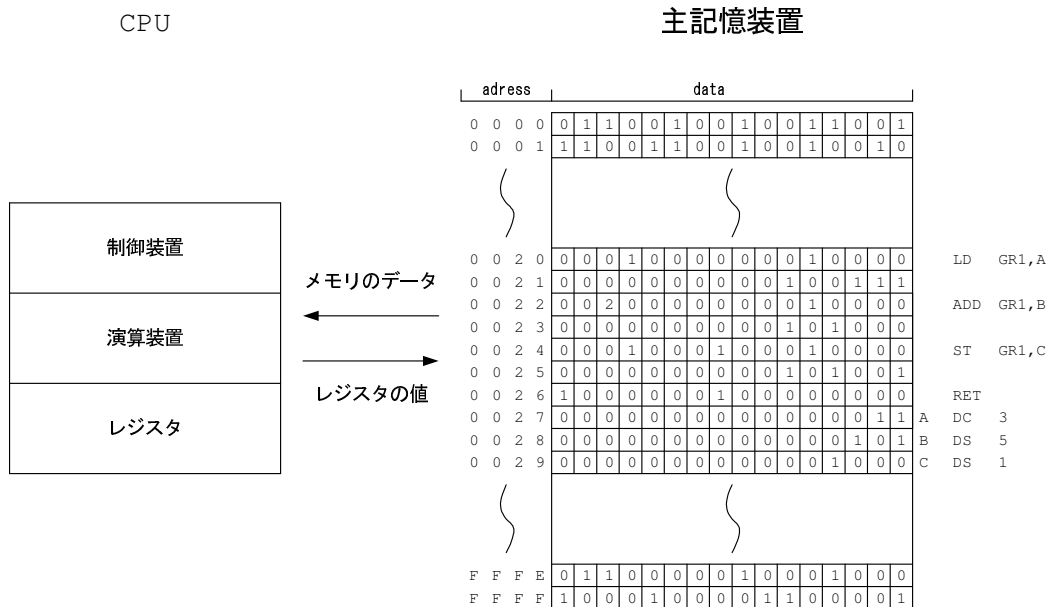 CPU
主記憶装置
adress data
0 0 0 0 0 1 1 0 0 1 0 0 1 0 0 1 1 0 0 1
0 0 0 1 1 1 0 0 1 1 0 0 1 0 0 1 0 0 1 0
制御装置
演算装置
レジスタ
メモリのデータ
レジスタの値
0 0 2 0 0 0 0 1 0 0 0 0 0 0 0 1 0 0 0 0 LD GR1,A
0 0 2 1 0 0 0 0 0 0 0 0 0 0 1 0 0 1 1 1
0 0 2 2 0 0 2 0 0 0 0 0 0 0 0 1 0 0 0 0 ADD GR1,B
0 0 2 3 0 0 0 0 0 0 0 0 0 0 1 0 1 0 0 0
0 0 2 4 0 0 0 1 0 0 0 1 0 0 0 1 0 0 0 0 ST GR1,C
0 0 2 5 0 0 0 0 0 0 0 0 0 0 1 0 1 0 0 1
0 0 2 6 1 0 0 0 0 0 0 1 0 0 0 0 0 0 0 0 RET
0 0 2 7 0 0 0 0 0 0 0 0 0 0 0 0 0 0 1 1 A DC 3
0 0 2 8 0 0 0 0 0 0 0 0 0 0 0 0 0 1 0 1 B DS 5
0 0 2 9 0 0 0 0 0 0 0 0 0 0 0 0 1 0 0 0 C DS 1
F F F E 0 1 1 0 0 0 0 0 1 0 0 0 1 0 0 0
F F F F 1 0 0 0 1 0 0 0 0 1 1 0 0 0 0 1